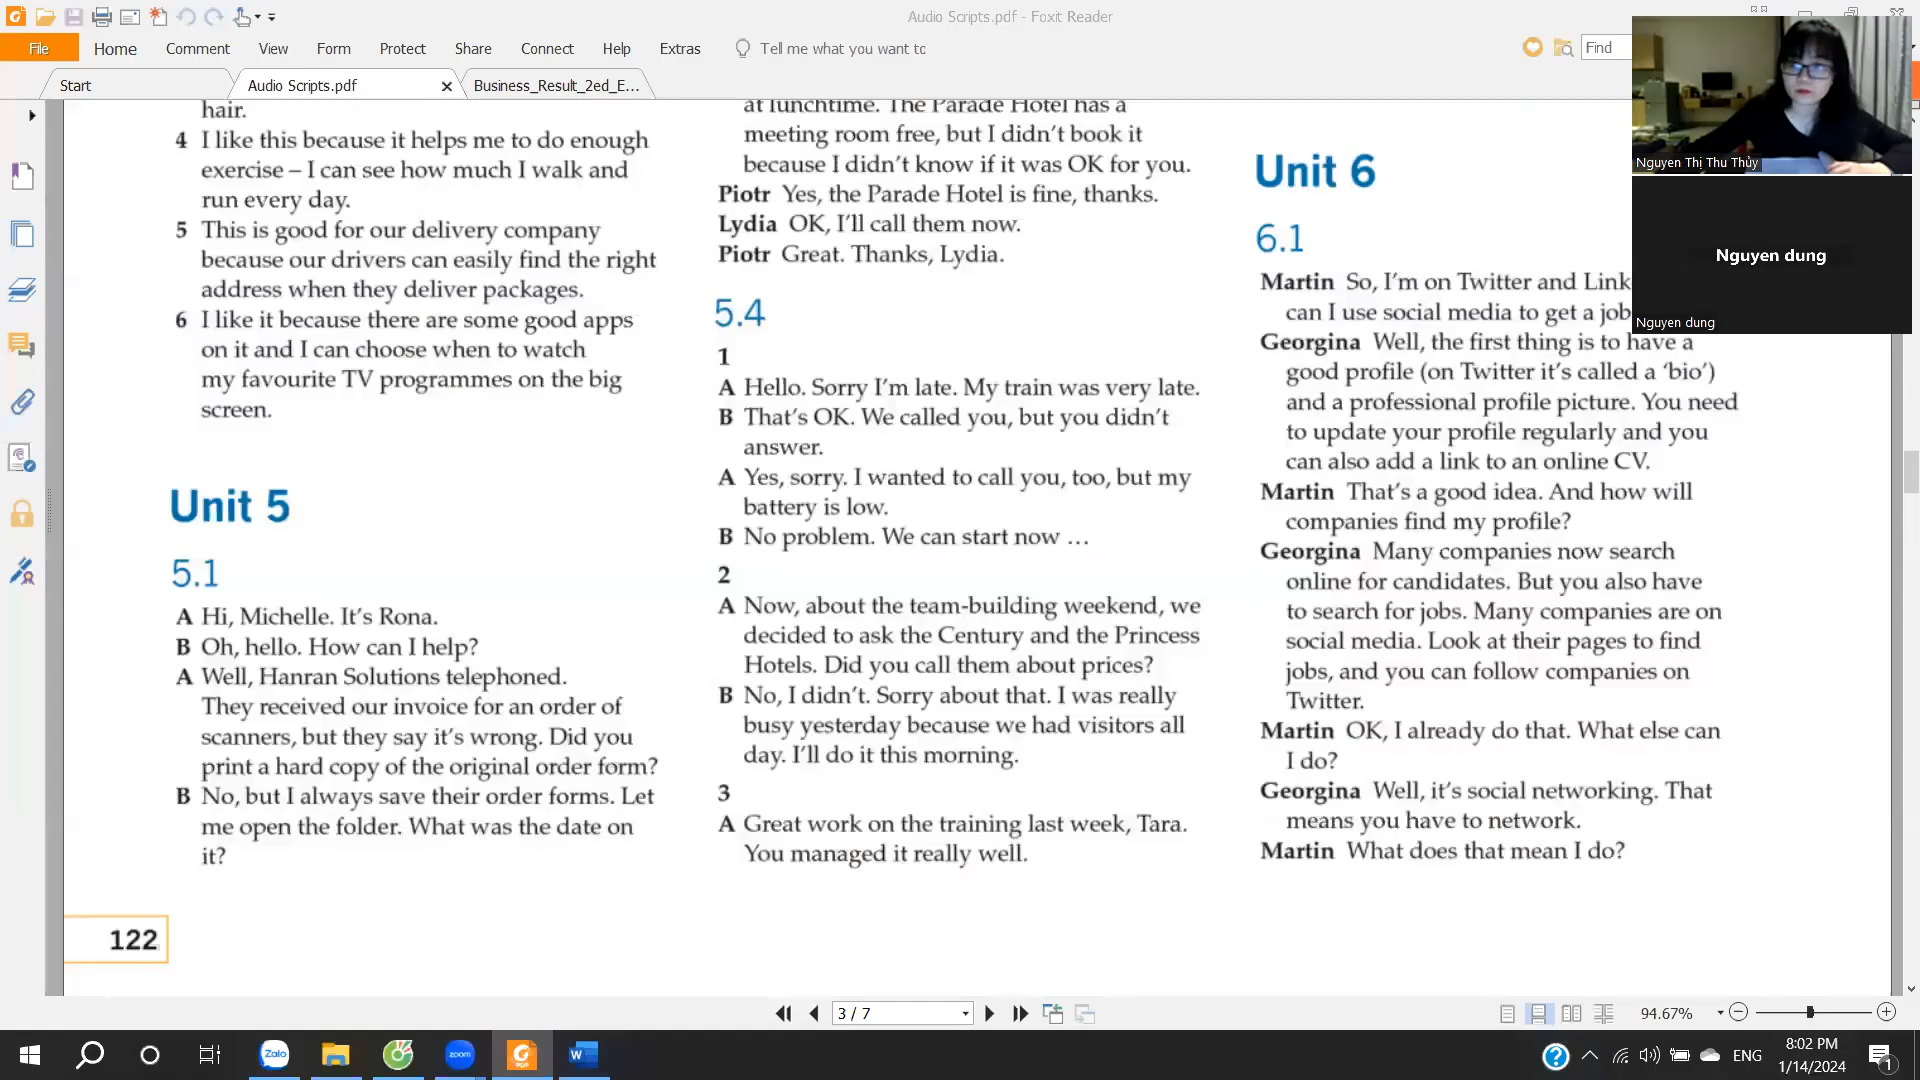 Audio Scripts.pdf - Foxit Reader
File Home Comment View Form Protect Share Connect Help Extras Tell me what you want to Find
Start Audio Scripts.pdf Business_Result_2ed_E...
hair.
4 I like this because it helps me to do enough
exercise – I can see how much I walk and
run every day.
5 This is good for our delivery company
because our drivers can easily find the right
address when they deliver packages.
6 I like it because there are some good apps
on it and I can choose when to watch
my favourite TV programmes on the big
screen.
Unit 5
5.1
A Hi, Michelle. It's Rona.
B Oh, hello. How can I help?
A Well, Hanran Solutions telephoned.
They received our invoice for an order of
scanners, but they say it's wrong. Did you
print a hard copy of the original order form?
B No, but I always save their order forms. Let
me open the folder. What was the date on
it?
122
at lunchtime. The Parade Hotel has a
meeting room free, but I didn't book it
because I didn't know if it was OK for you.
Piotr Yes, the Parade Hotel is fine, thanks.
Lydia OK, I'll call them now.
Piotr Great. Thanks, Lydia.
5.4
1
A Hello. Sorry I'm late. My train was very late.
B That's OK. We called you, but you didn't
answer.
A Yes, sorry. I wanted to call you, too, but my
battery is low.
B No problem. We can start now …
2
A Now, about the team-building weekend, we
decided to ask the Century and the Princess
Hotels. Did you call them about prices?
B No, I didn't. Sorry about that. I was really
busy yesterday because we had visitors all
day. I'll do it this morning.
3
A Great work on the training last week, Tara.
You managed it really well.
Unit 6
6.1
Martin So, I'm on Twitter and Link
can I use social media to get a job
Georgina Well, the first thing is to have a
good profile (on Twitter it's called a 'bio')
and a professional profile picture. You need
to update your profile regularly and you
can also add a link to an online CV.
Martin That's a good idea. And how will
companies find my profile?
Georgina Many companies now search
online for candidates. But you also have
to search for jobs. Many companies are on
social media. Look at their pages to find
jobs, and you can follow companies on
Twitter.
Martin OK, I already do that. What else can
I do?
Georgina Well, it's social networking. That
means you have to network.
Martin What does that mean I do?
Nguyen Thị Thu Thủy
Nguyen dung
Nguyen dung
3 / 7
94.67%
Zalo
zoom
PDF
W
ENG
8:02 PM
1/14/2024
1